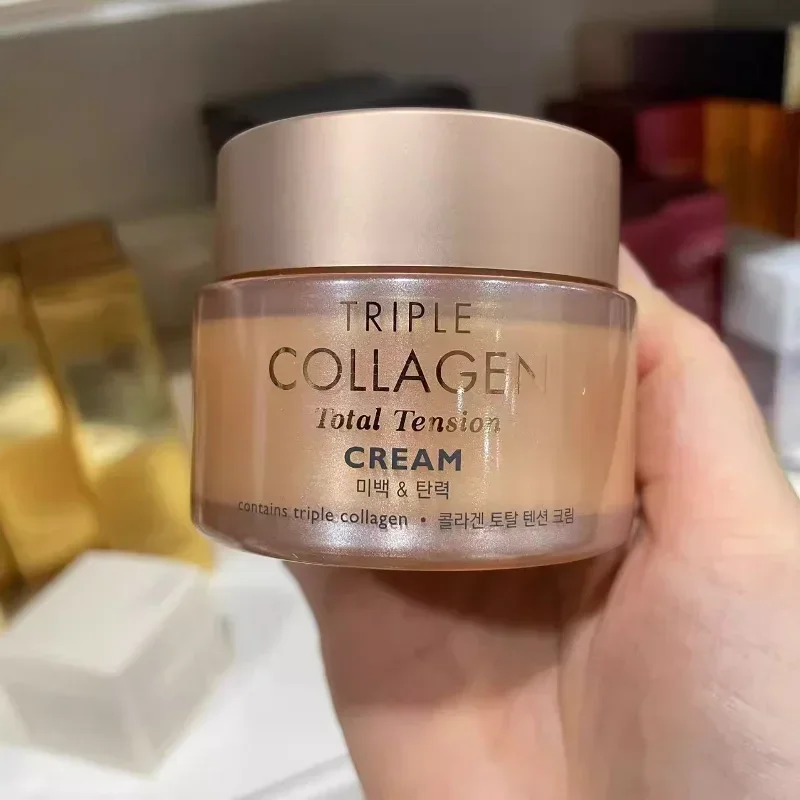 TRIPLE
COLLAGEN
Total Tension
CREAM
미백 & 탄력
contains triple collagen • 콜라겐 토탈 텐션 크림